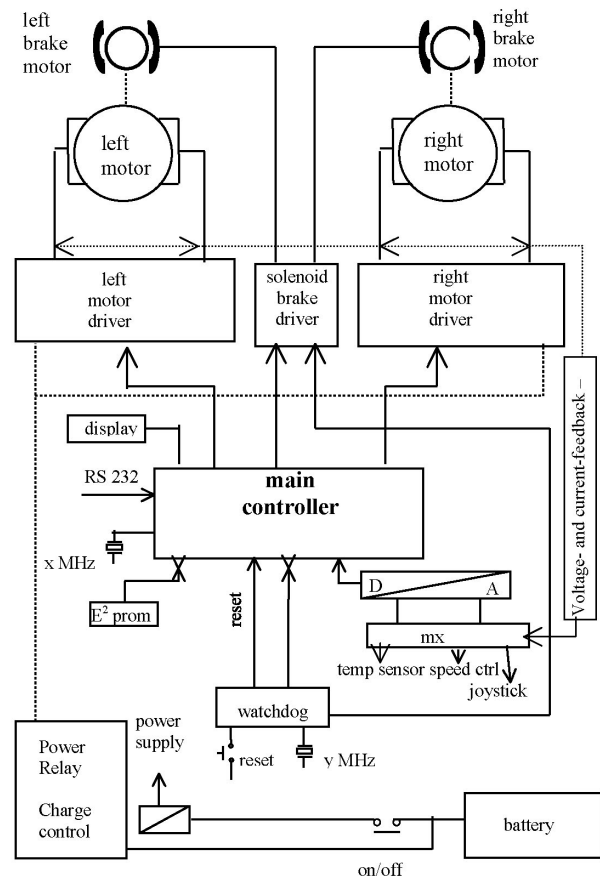 left
brake
motor
right
brake
motor
left
motor
right
motor
left
motor
driver
solenoid
brake
driver
right
motor
driver
Voltage- and current-feedback –
display
RS 232
main
controller
x MHz
E² prom
reset
D A
mx
temp sensor speed ctrl
joystick
watchdog
reset
y MHz
power
supply
Power
Relay
Charge
control
battery
on/off